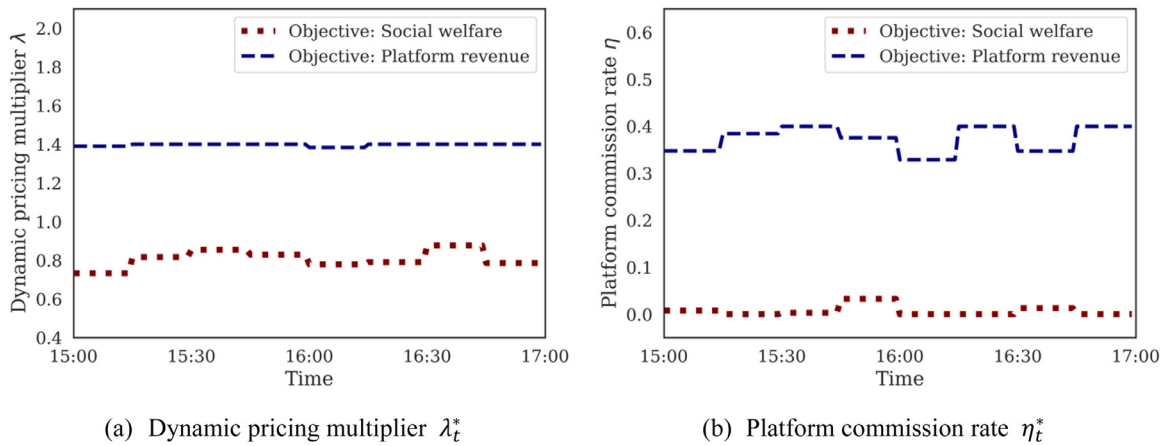 Dynamic pricing multiplier λ
2.0
1.8
1.6
1.4
1.2
1.0
0.8
0.6
0.4
15:00
15:30
16:00
16:30
17:00
Time
Objective: Social welfare
Objective: Platform revenue
(a) Dynamic pricing multiplier λ*t
Platform commission rate η
0.6
0.5
0.4
0.3
0.2
0.1
0.0
15:00
15:30
16:00
16:30
17:00
Time
Objective: Social welfare
Objective: Platform revenue
(b) Platform commission rate η*t